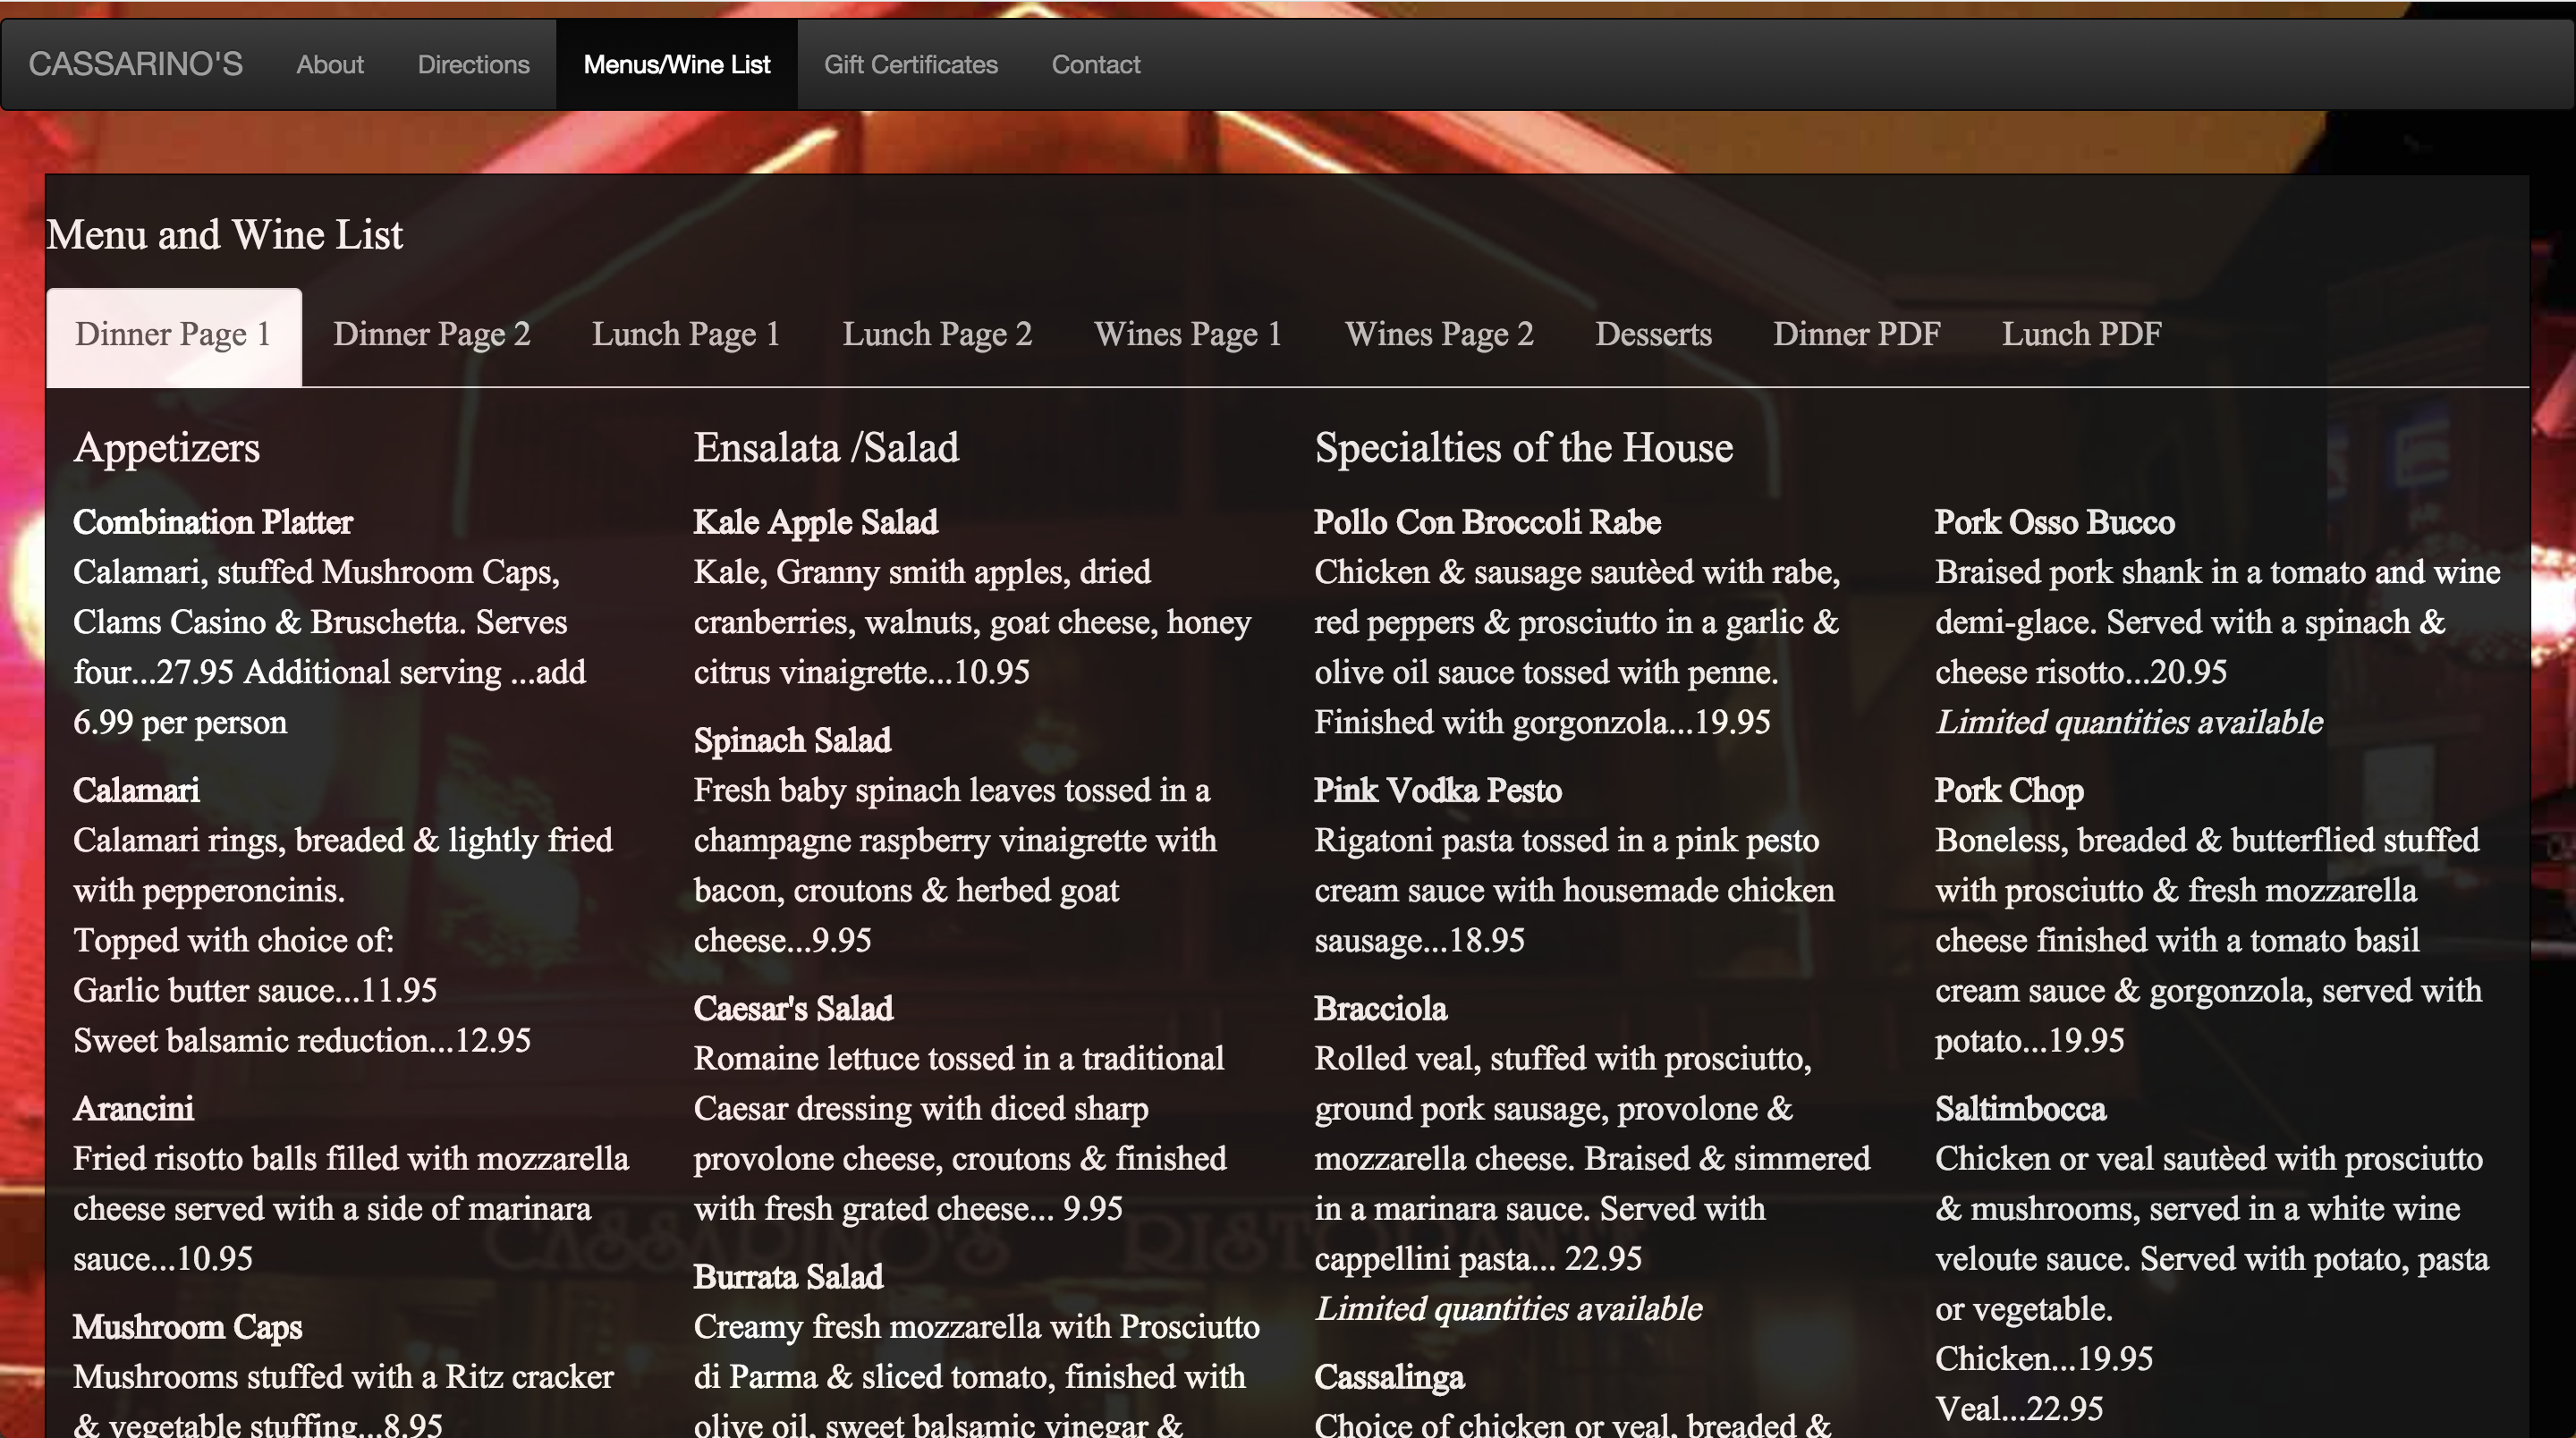 CASSARINO'S About Directions Menus/Wine List Gift Certificates Contact
Menu and Wine List
Dinner Page 1 Dinner Page 2 Lunch Page 1 Lunch Page 2 Wines Page 1 Wines Page 2 Desserts Dinner PDF Lunch PDF
Appetizers
Combination Platter
Calamari, stuffed Mushroom Caps,
Clams Casino & Bruschetta. Serves
four...27.95 Additional serving ...add
6.99 per person
Calamari
Calamari rings, breaded & lightly fried
with pepperoncinis.
Topped with choice of:
Garlic butter sauce...11.95
Sweet balsamic reduction...12.95
Arancini
Fried risotto balls filled with mozzarella
cheese served with a side of marinara
sauce...10.95
Mushroom Caps
Mushrooms stuffed with a Ritz cracker
& vegetable stuffing...8.95
Ensalata /Salad
Kale Apple Salad
Kale, Granny smith apples, dried
cranberries, walnuts, goat cheese, honey
citrus vinaigrette...10.95
Spinach Salad
Fresh baby spinach leaves tossed in a
champagne raspberry vinaigrette with
bacon, croutons & herbed goat
cheese...9.95
Caesar's Salad
Romaine lettuce tossed in a traditional
Caesar dressing with diced sharp
provolone cheese, croutons & finished
with fresh grated cheese... 9.95
Burrata Salad
Creamy fresh mozzarella with Prosciutto
di Parma & sliced tomato, finished with
olive oil, sweet balsamic vinegar &
Specialties of the House
Pollo Con Broccoli Rabe
Chicken & sausage sautèed with rabe,
red peppers & prosciutto in a garlic &
olive oil sauce tossed with penne.
Finished with gorgonzola...19.95
Pink Vodka Pesto
Rigatoni pasta tossed in a pink pesto
cream sauce with housemade chicken
sausage...18.95
Bracciola
Rolled veal, stuffed with prosciutto,
ground pork sausage, provolone &
mozzarella cheese. Braised & simmered
in a marinara sauce. Served with
cappellini pasta... 22.95
Limited quantities available
Cassalinga
Choice of chicken or veal, breaded &
Pork Osso Bucco
Braised pork shank in a tomato and wine
demi-glace. Served with a spinach &
cheese risotto...20.95
Limited quantities available
Pork Chop
Boneless, breaded & butterflied stuffed
with prosciutto & fresh mozzarella
cheese finished with a tomato basil
cream sauce & gorgonzola, served with
potato...19.95
Saltimbocca
Chicken or veal sautèed with prosciutto
& mushrooms, served in a white wine
veloute sauce. Served with potato, pasta
or vegetable.
Chicken...19.95
Veal...22.95
CASSARINO'S